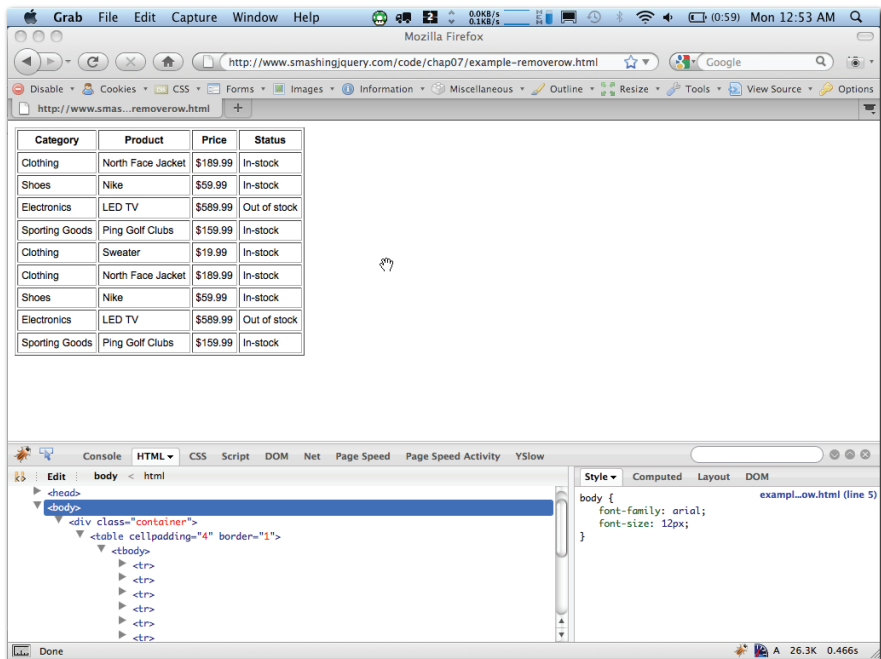 Grab File Edit Capture Window Help 2 0.0KB/s 0.1KB/s MEM (0:59) Mon 12:53 AM
Mozilla Firefox
http://www.smashingjquery.com/code/chap07/example-removerow.html Google
Disable Cookies CSS Forms Images Information Miscellaneous Outline Resize Tools View Source Options
http://www.smas...removerow.html +
Category Product Price Status
Clothing North Face Jacket $189.99 In-stock
Shoes Nike $59.99 In-stock
Electronics LED TV $589.99 Out of stock
Sporting Goods Ping Golf Clubs $159.99 In-stock
Clothing Sweater $19.99 In-stock
Clothing North Face Jacket $189.99 In-stock
Shoes Nike $59.99 In-stock
Electronics LED TV $589.99 Out of stock
Sporting Goods Ping Golf Clubs $159.99 In-stock
Console HTML CSS Script DOM Net Page Speed Page Speed Activity YSlow
Edit body < html
Style Computed Layout DOM
<head>
<body>
<div class="container">
<table cellpadding="4" border="1">
<tbody>
<tr>
<tr>
<tr>
<tr>
<tr>
<tr>
body { exampl...ow.html (line 5)
font-family: arial;
font-size: 12px;
}
Done A 26.3K 0.466s